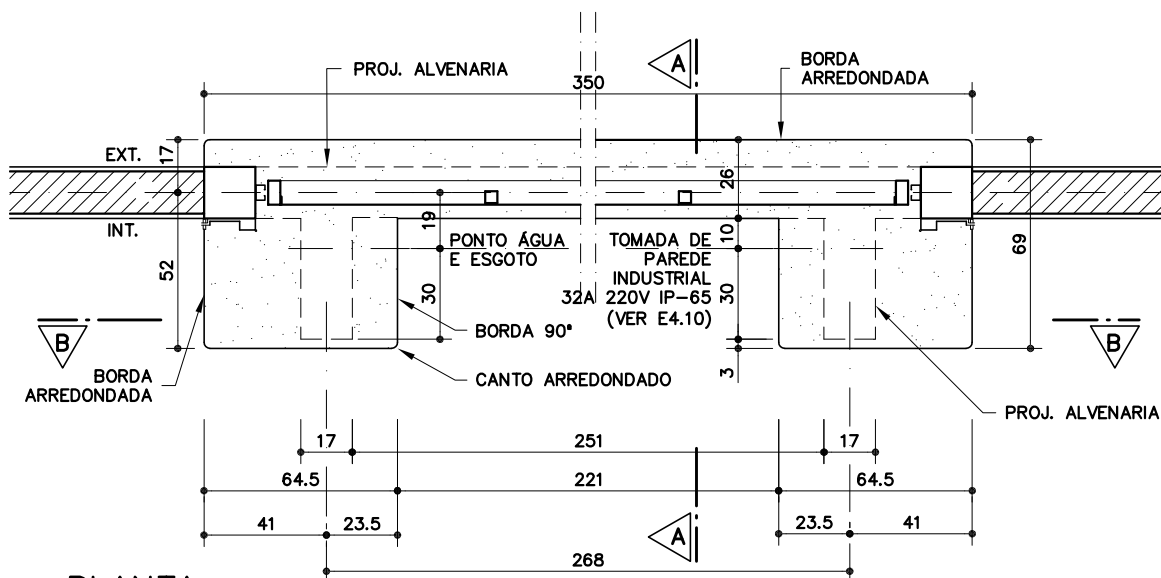 A
PROJ. ALVENARIA
BORDA
ARREDONDADA
350
EXT.
17
26
INT.
19
PONTO ÁGUA
E ESGOTO
TOMADA DE
PAREDE
INDUSTRIAL
32A 220V IP-65
(VER E4.10)
10
52
69
30
30
B
B
BORDA 90°
BORDA
ARREDONDADA
CANTO ARREDONDADO
3
PROJ. ALVENARIA
17
251
17
64.5
221
64.5
41
23.5
A
23.5
41
268